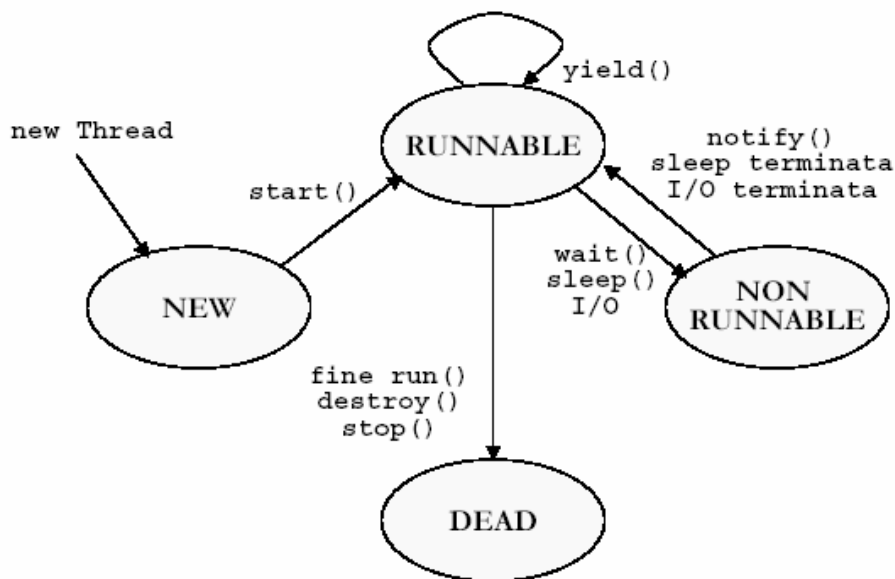 yield()
new Thread
RUNNABLE
notify()
sleep terminata
I/O terminata
start()
wait()
sleep()
I/O
NEW
NON
RUNNABLE
fine run()
destroy()
stop()
DEAD